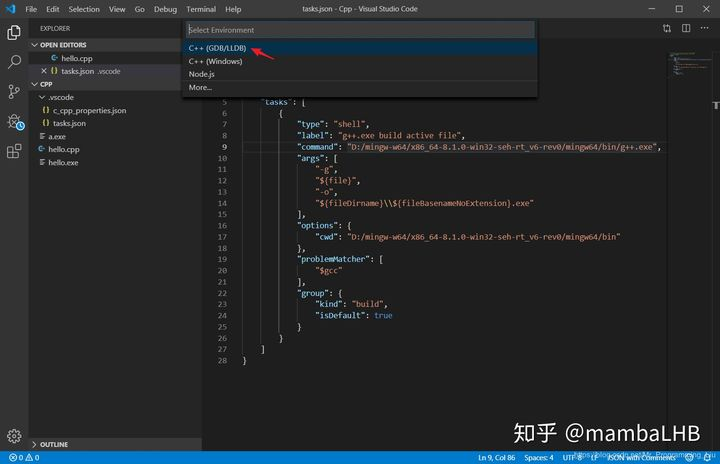 File Edit Selection View Go Debug Terminal Help
tasks.json - Cpp - Visual Studio Code
EXPLORER
OPEN EDITORS
hello.cpp
tasks.json .vscode
CPP
.vscode
c_cpp_properties.json
tasks.json
a.exe
hello.cpp
hello.exe
OUTLINE
Select Environment
C++ (GDB/LLDB)
C++ (Windows)
Node.js
More...
5 "tasks": [
6 {
7 "type": "shell",
8 "label": "g++.exe build active file",
9 "command": "D:/mingw-w64/x86_64-8.1.0-win32-seh-rt_v6-rev0/mingw64/bin/g++.exe",
10 "args": [
11 "-g",
12 "${file}",
13 "-o",
14 "${fileDirname}\\${fileBasenameNoExtension}.exe"
15 ],
16 "options": {
17 "cwd": "D:/mingw-w64/x86_64-8.1.0-win32-seh-rt_v6-rev0/mingw64/bin"
18 },
19 "problemMatcher": [
20 "$gcc"
21 ],
22 "group": {
23 "kind": "build",
24 "isDefault": true
25 }
26 }
27 ]
28 }
知乎 @mambaLHB
0 0 Ln 9, Col 86 Spaces: 4 UTF-8 LF JSON with Comments